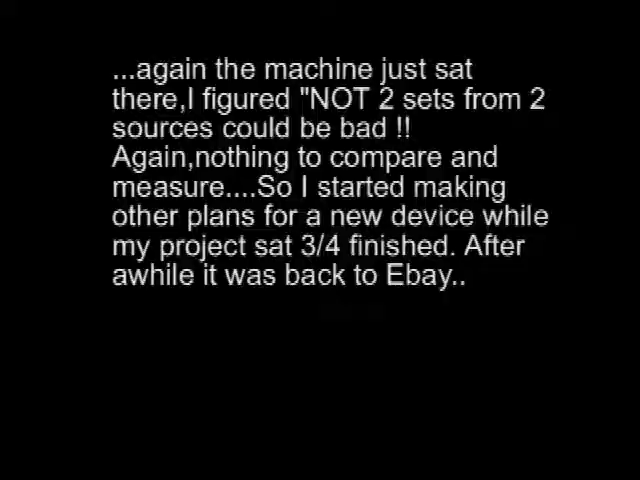 ...again the machine just sat
there,I figured "NOT 2 sets from 2
sources could be bad !!
Again,nothing to compare and
measure....So I started making
other plans for a new device while
my project sat 3/4 finished. After
awhile it was back to Ebay..